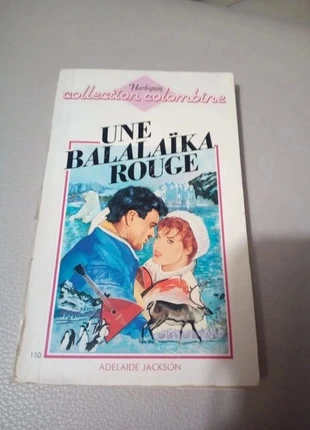 Harlequin
collection colombine
UNE
BALALAÏKA
ROUGE
110
ADELAIDE JACKSON